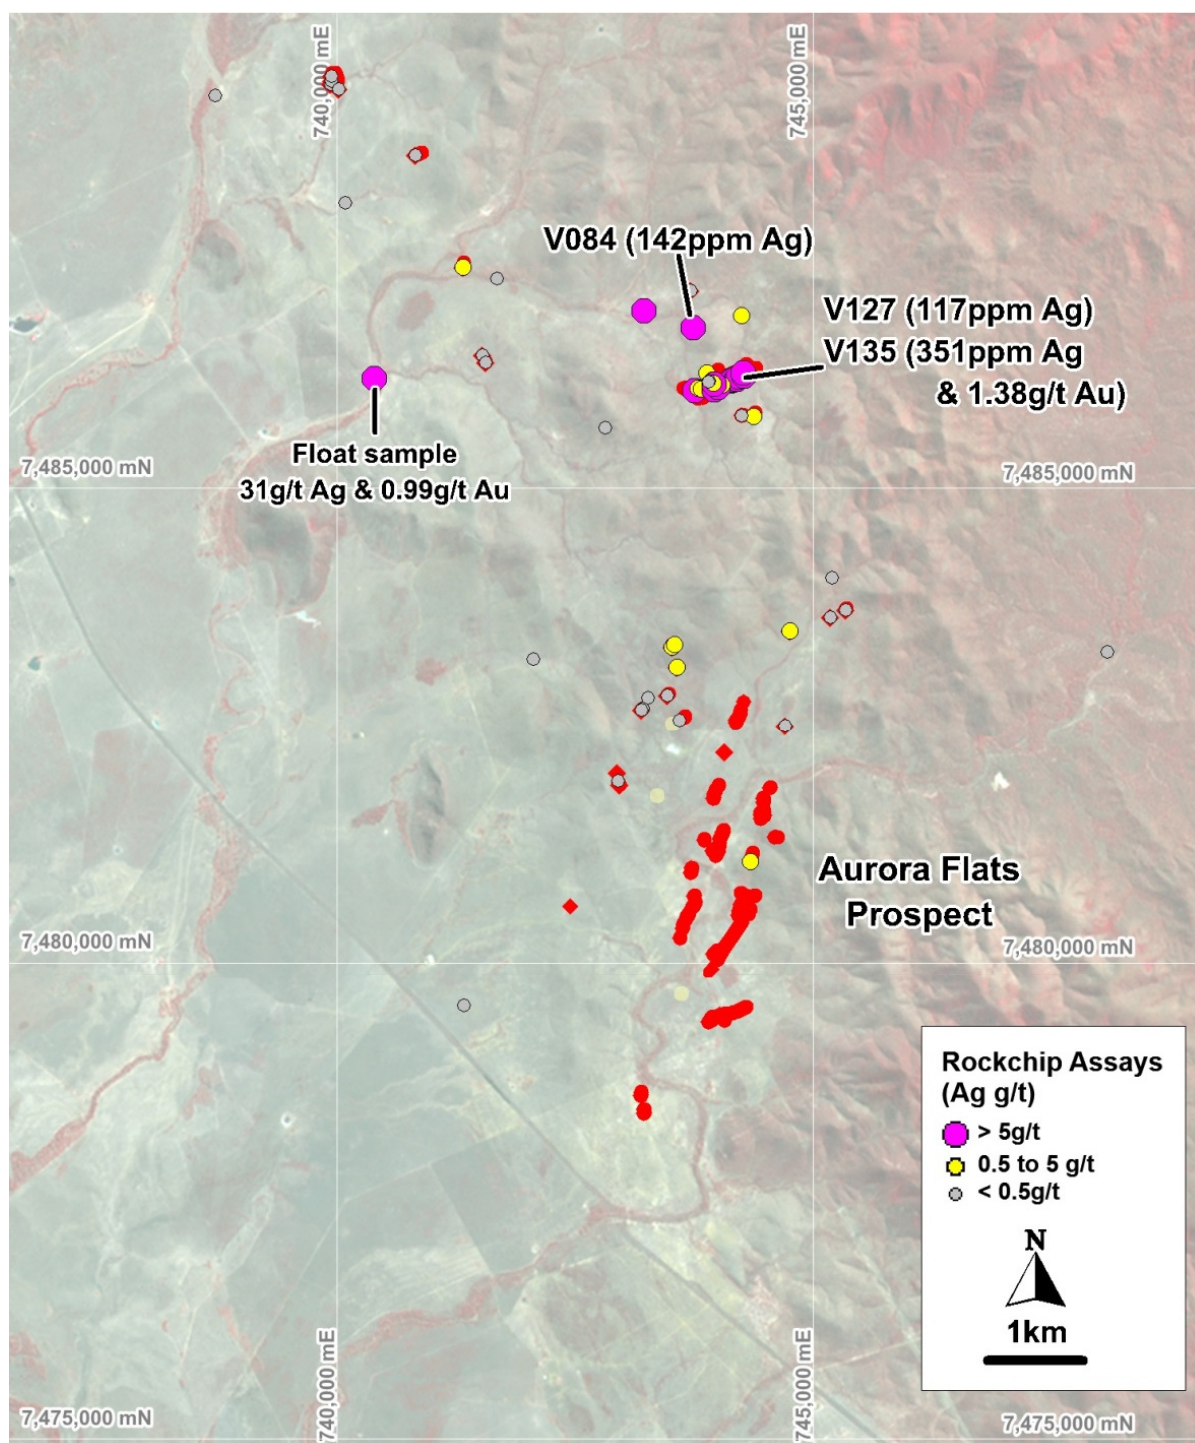 740,000 mE
745,000 mE
V084 (142ppm Ag)
V127 (117ppm Ag)
V135 (351ppm Ag
& 1.38g/t Au)
Float sample
31g/t Ag & 0.99g/t Au
7,485,000 mN
7,485,000 mN
Aurora Flats
Prospect
7,480,000 mN
7,480,000 mN
Rockchip Assays
(Ag g/t)
> 5g/t
0.5 to 5 g/t
< 0.5g/t
N
1km
740,000 mE
745,000 mE
7,475,000 mN
7,475,000 mN